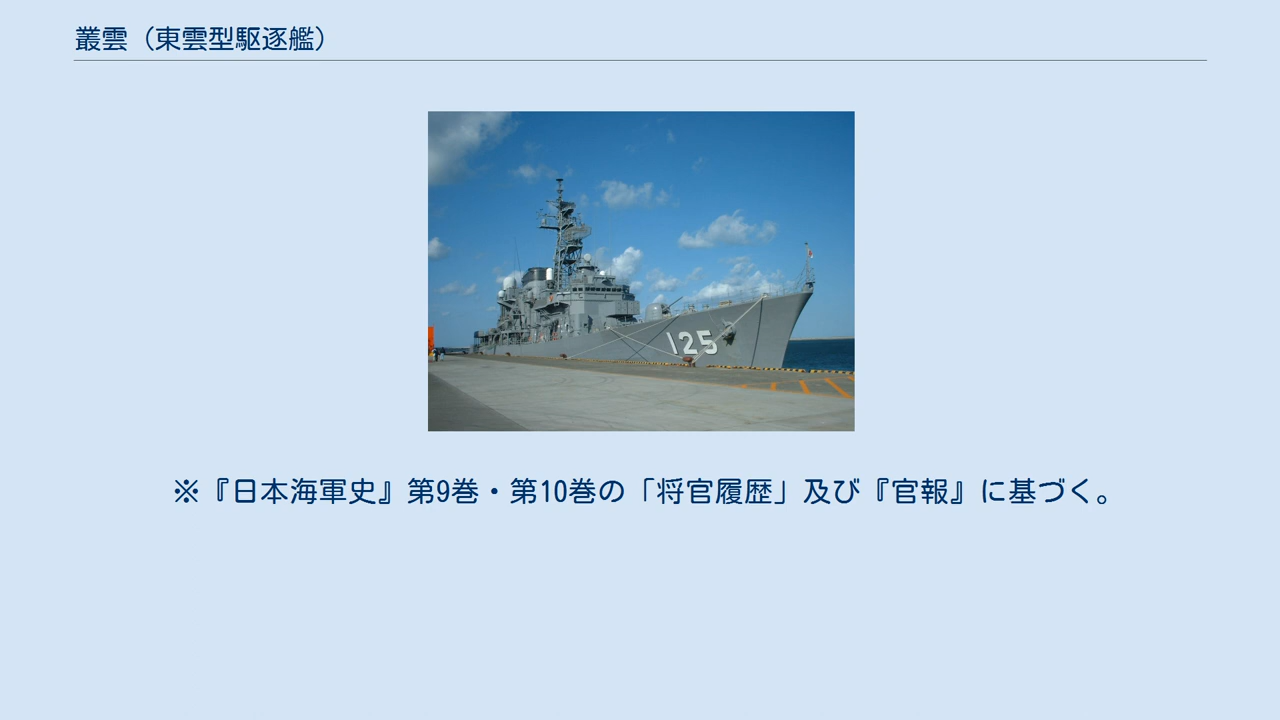 叢雲（東雲型駆逐艦）
125
※『日本海軍史』第9巻・第10巻の「将官履歴」及び『官報』に基づく。